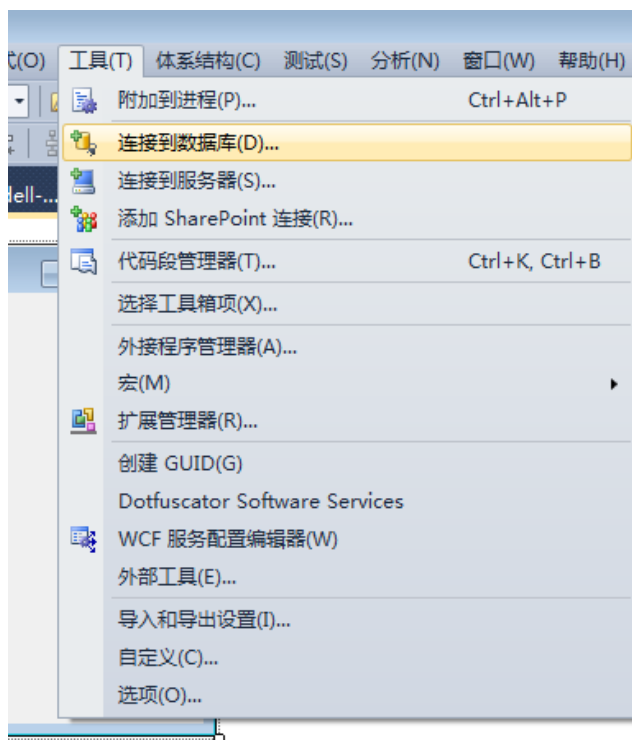 (O) 工具(T) 体系结构(C) 测试(S) 分析(N) 窗口(W) 帮助(H)
附加到进程(P)... Ctrl+Alt+P
连接到数据库(D)...
连接到服务器(S)...
dell-...
添加 SharePoint 连接(R)...
代码段管理器(T)... Ctrl+K, Ctrl+B
选择工具箱项(X)...
外接程序管理器(A)...
宏(M)
扩展管理器(R)...
创建 GUID(G)
Dotfuscator Software Services
WCF 服务配置编辑器(W)
外部工具(E)...
导入和导出设置(I)...
自定义(C)...
选项(O)...